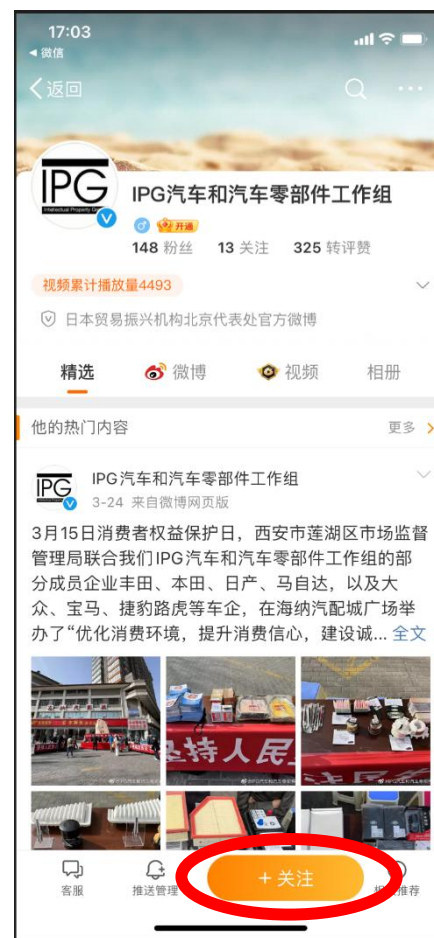 17:03
微信
返回
IPG
Intellectual Property Group
IPG汽车和汽车零部件工作组
开通
148 粉丝 13 关注 325 转评赞
视频累计播放量4493
日本贸易振兴机构北京代表处官方微博
精选 微博 视频 相册
他的热门内容 更多
IPG
IPG汽车和汽车零部件工作组
3-24 来自微博网页版
3月15日消费者权益保护日，西安市莲湖区市场监督
管理局联合我们IPG汽车和汽车零部件工作组的部
分成员企业丰田、本田、日产、马自达，以及大
众、宝马、捷豹路虎等车企，在海纳汽配城广场举
办了“优化消费环境，提升消费信心，建设诚... 全文
坚持人民
客服 推送管理 + 关注 推荐